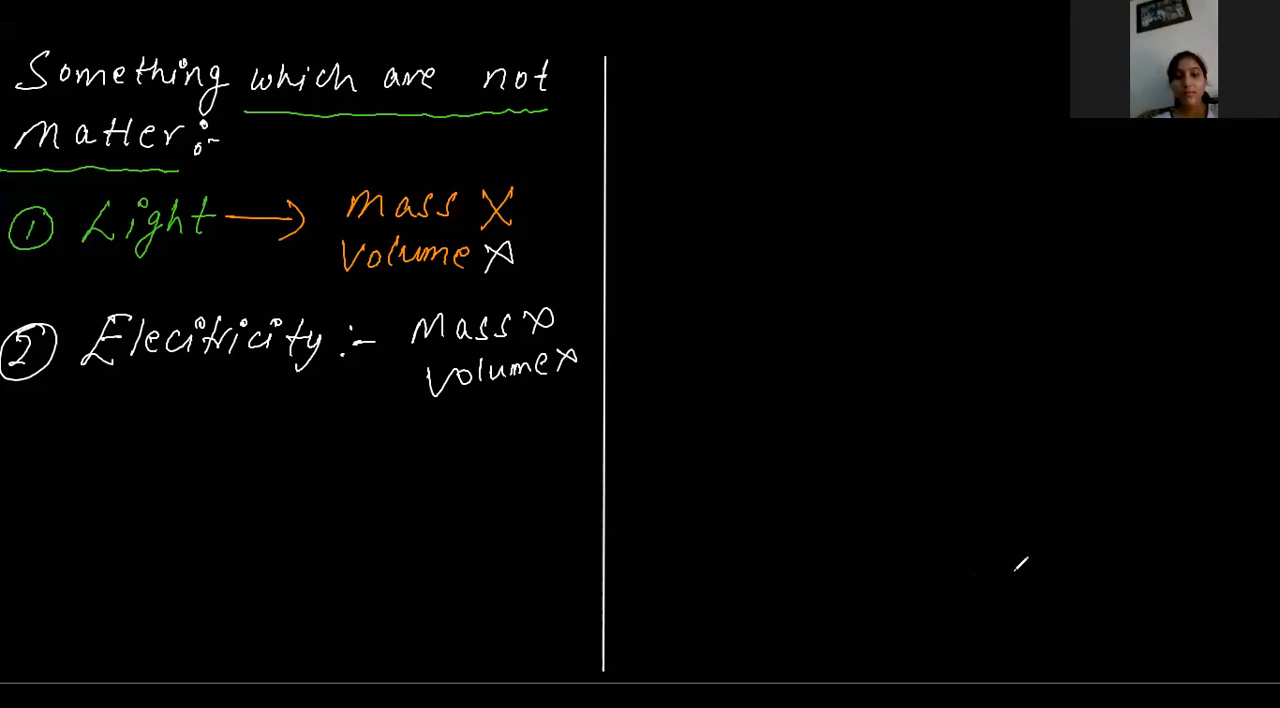 Something which are not
Matter :-
① Light → Mass X
Volume X
② Electricity :- Mass X
Volume X